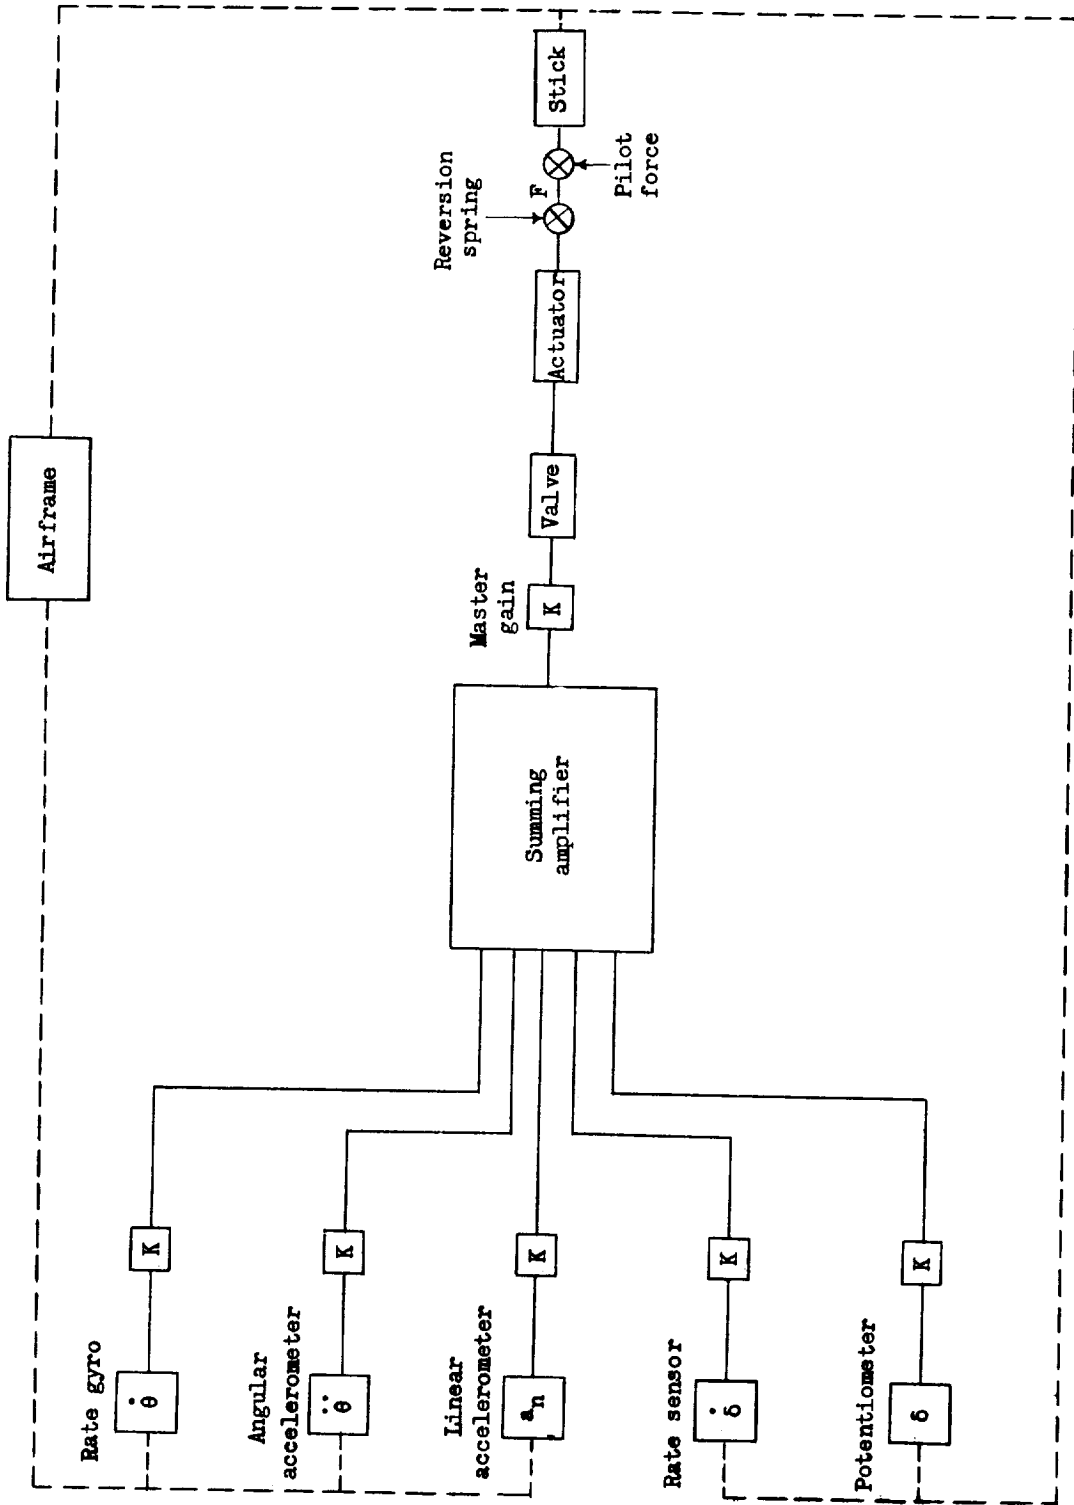 Airframe
Rate gyro
θ̇
K
Angular
accelerometer
θ̈
K
Linear
accelerometer
aₙ
K
Rate sensor
δ̇
K
Potentiometer
δ
K
Summing
amplifier
Master
gain
K
Valve
Actuator
Reversion
spring
F
Pilot
force
Stick